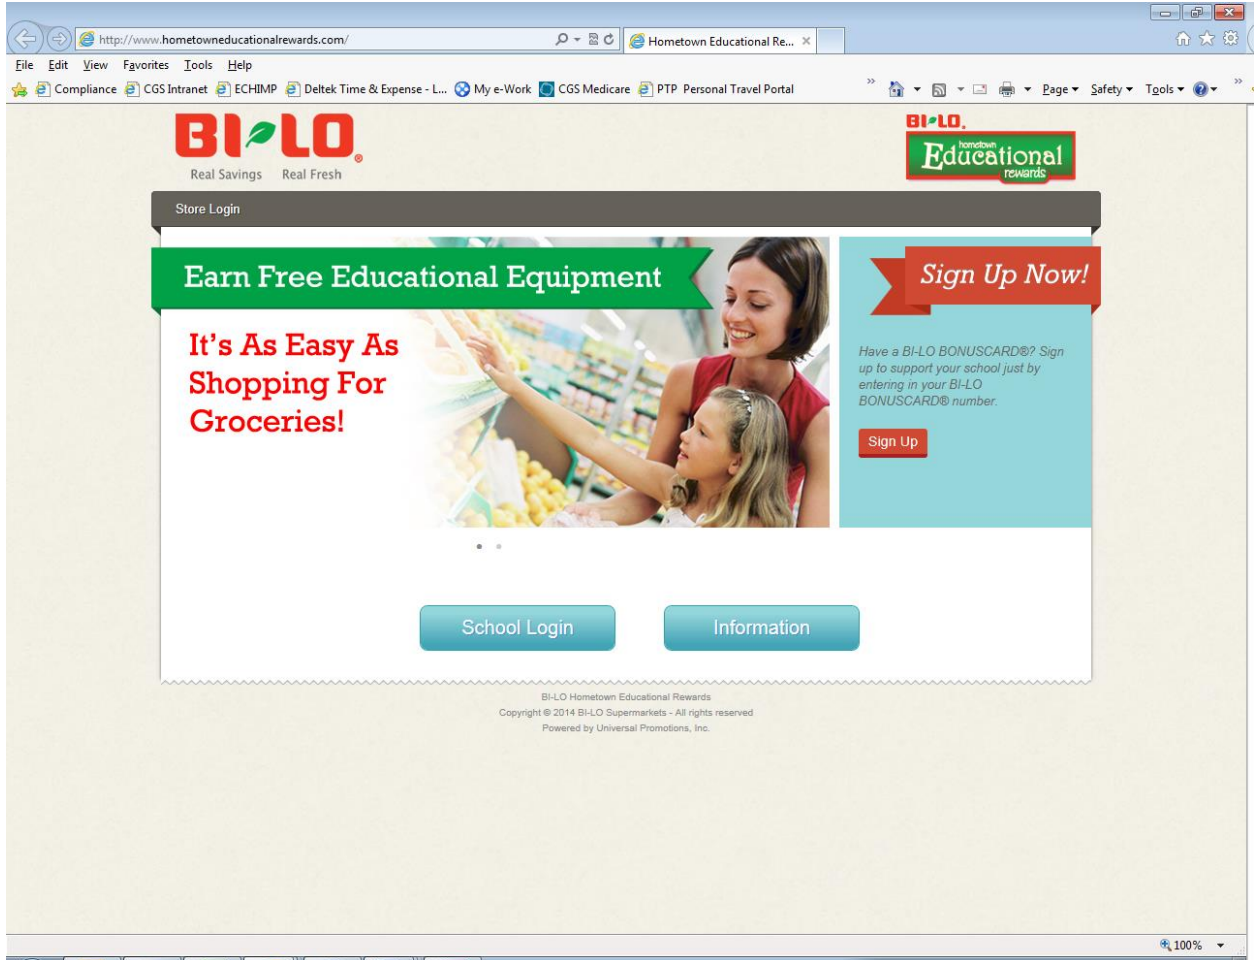 http://www.hometowneducationalrewards.com/
Hometown Educational Re...
File Edit View Favorites Tools Help
Compliance CGS Intranet ECHIMP Deltek Time & Expense - L... My e-Work CGS Medicare PTP Personal Travel Portal
Page Safety Tools
BI-LO®
Real Savings Real Fresh
BI-LO.
hometown
Educational
rewards
Store Login
Earn Free Educational Equipment
Sign Up Now!
It's As Easy As
Shopping For
Groceries!
Have a BI-LO BONUSCARD®? Sign
up to support your school just by
entering in your BI-LO
BONUSCARD® number.
Sign Up
School Login
Information
BI-LO Hometown Educational Rewards
Copyright © 2014 BI-LO Supermarkets - All rights reserved
Powered by Universal Promotions, Inc.
100%